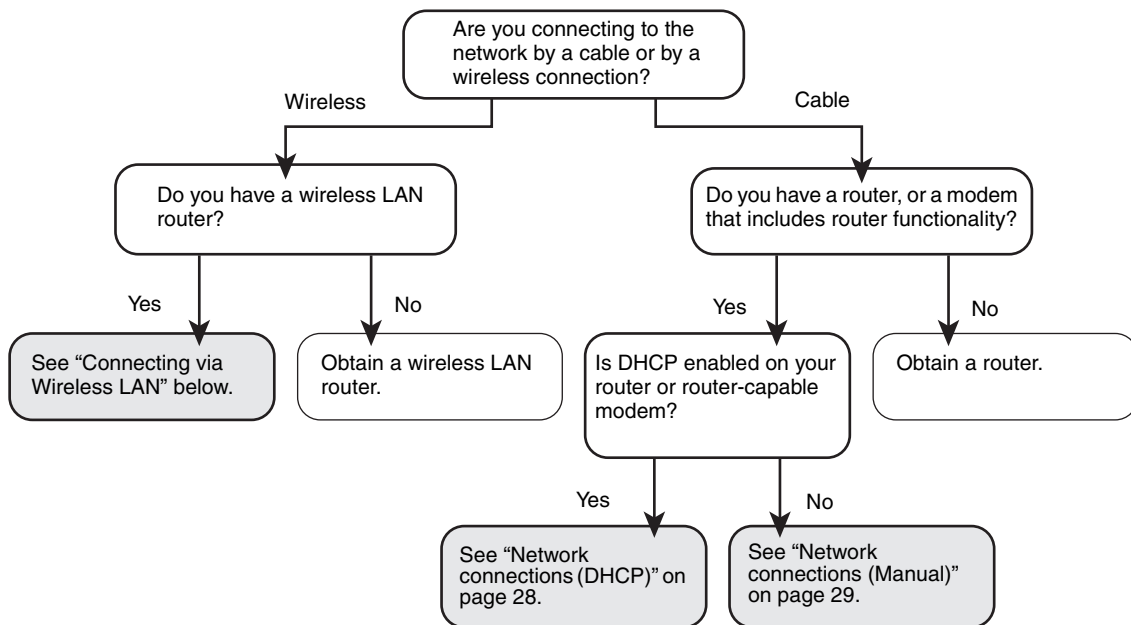 Are you connecting to the
network by a cable or by a
wireless connection?
Wireless
Cable
Do you have a wireless LAN
router?
Do you have a router, or a modem
that includes router functionality?
Yes
No
Yes
No
See “Connecting via
Wireless LAN” below.
Obtain a wireless LAN
router.
Is DHCP enabled on your
router or router-capable
modem?
Obtain a router.
Yes
No
See “Network
connections (DHCP)” on
page 28.
See “Network
connections (Manual)”
on page 29.